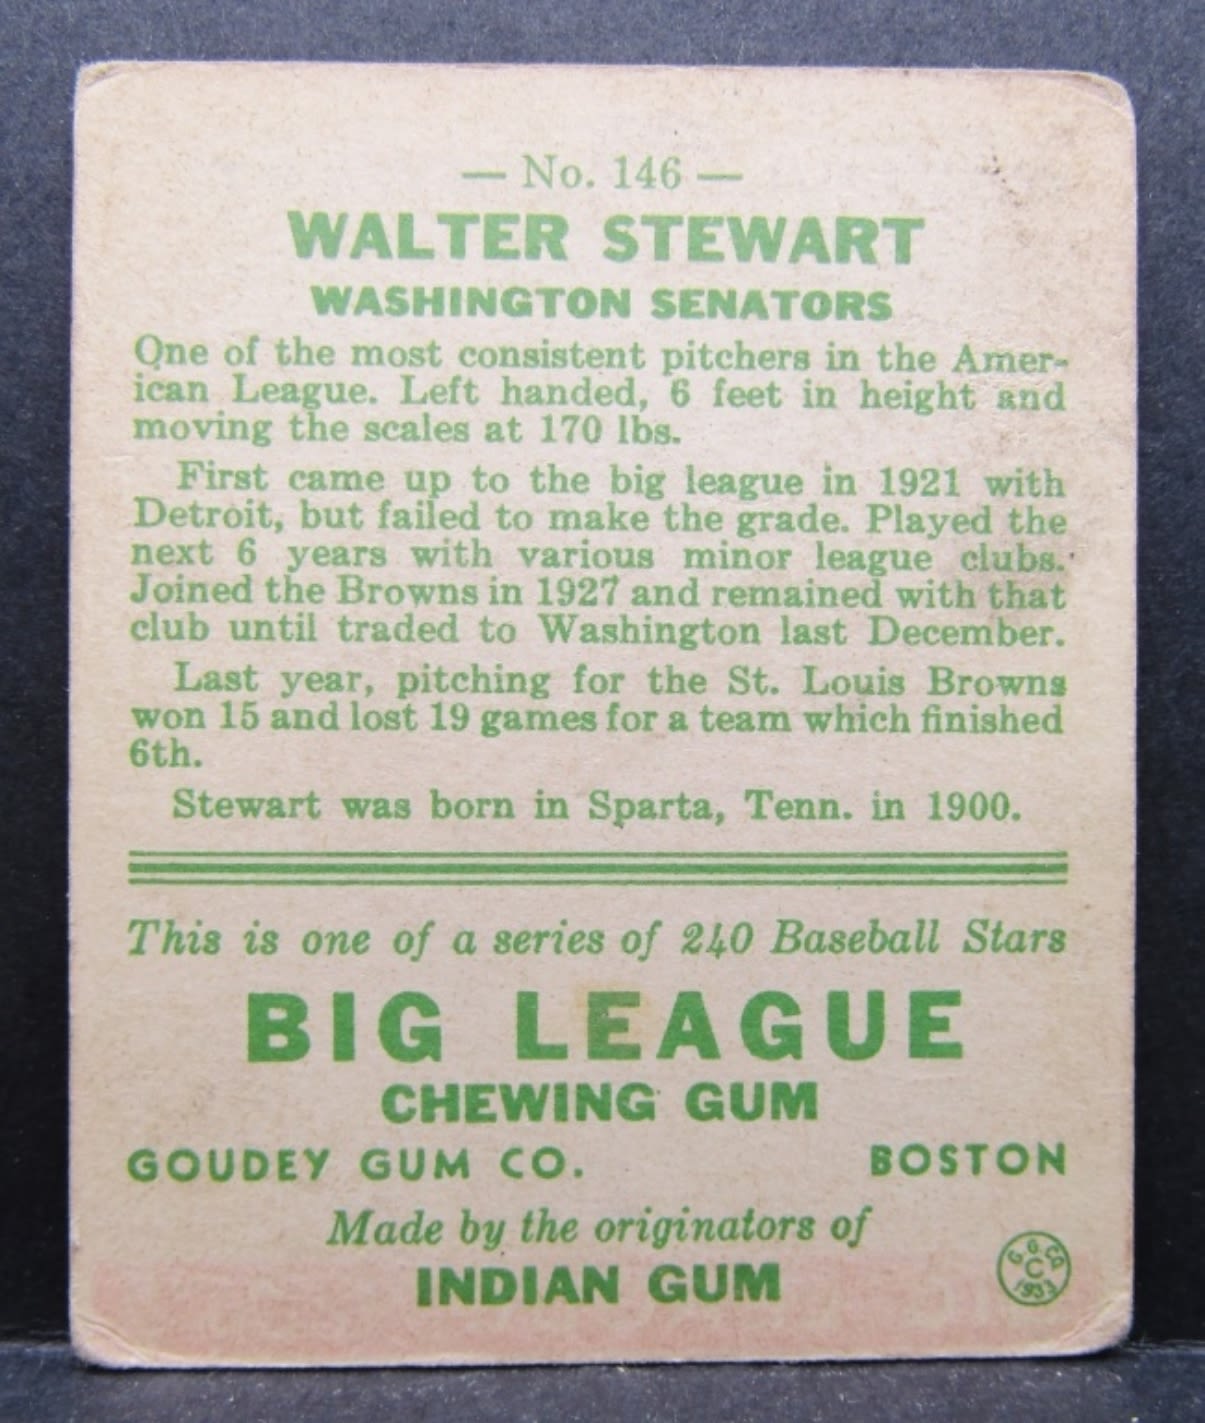 — No. 146 —
WALTER STEWART
WASHINGTON SENATORS
One of the most consistent pitchers in the Amer-
ican League. Left handed, 6 feet in height and
moving the scales at 170 lbs.
First came up to the big league in 1921 with
Detroit, but failed to make the grade. Played the
next 6 years with various minor league clubs.
Joined the Browns in 1927 and remained with that
club until traded to Washington last December.
Last year, pitching for the St. Louis Browns
won 15 and lost 19 games for a team which finished
6th.
Stewart was born in Sparta, Tenn. in 1900.
This is one of a series of 240 Baseball Stars
BIG LEAGUE
CHEWING GUM
GOUDEY GUM CO. BOSTON
Made by the originators of
INDIAN GUM
G. G. CO.
C
1933